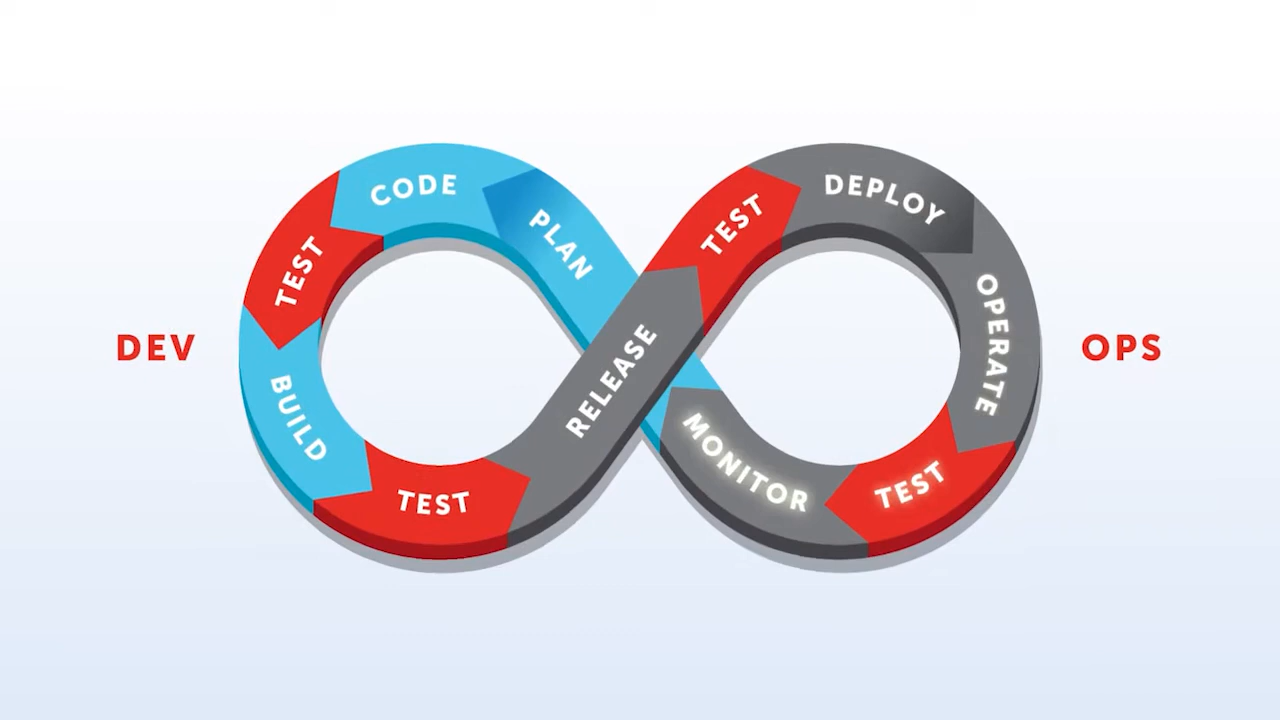 DEV
PLAN
CODE
TEST
BUILD
TEST
RELEASE
TEST
DEPLOY
OPERATE
TEST
MONITOR
OPS